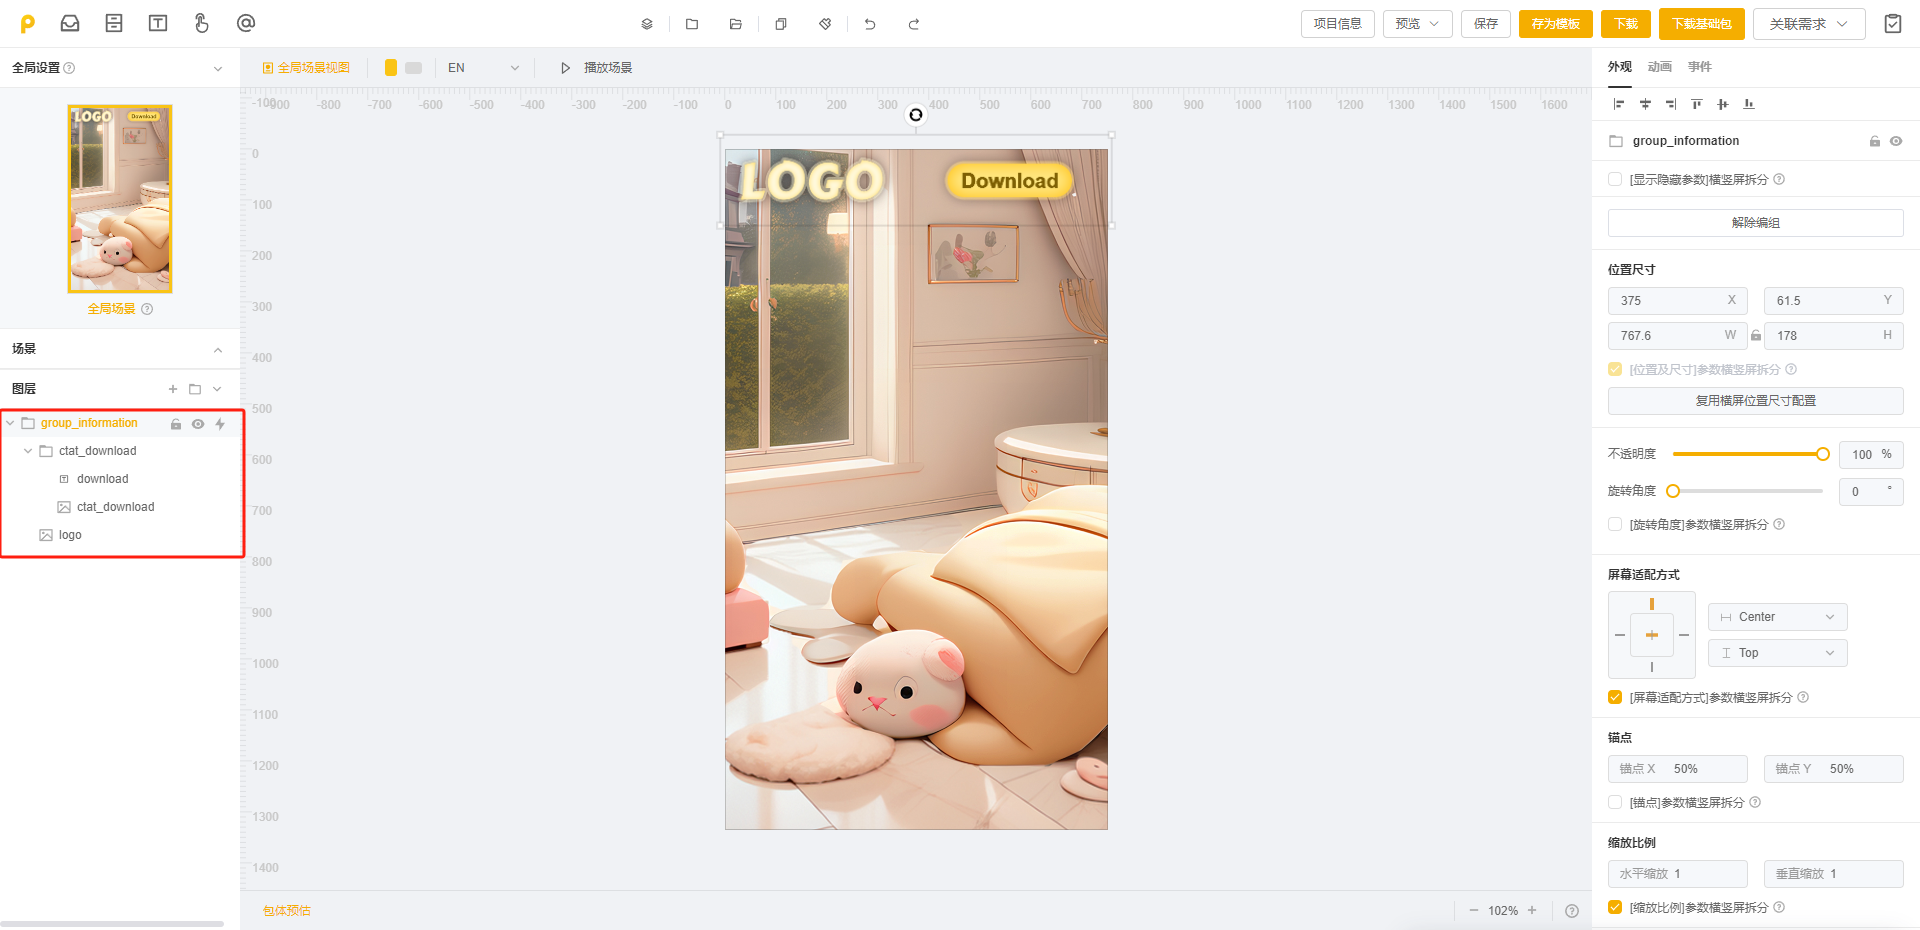 项目信息
预览
保存
存为模板
下载
下载基础包
关联需求
全局设置
全局场景视图
EN
播放场景
外观 动画 事件
-100
-900 -800 -700 -600 -500 -400 -300 -200 -100 0 100 200 300 400 500 600 700 800 900 1000 1100 1200 1300 1400 1500 1600
LOGO
Download
全局场景
场景
图层
group_information
ctat_download
download
ctat_download
logo
0
100
200
300
400
500
600
700
800
900
1000
1100
1200
1300
1400
LOGO
Download
包体预估
102%
group_information
[显示隐藏参数]横竖屏拆分
解除编组
位置尺寸
375 X
61.5 Y
767.6 W
178 H
[位置及尺寸]参数横竖屏拆分
复用横屏位置尺寸配置
不透明度
100 %
旋转角度
0 °
[旋转角度]参数横竖屏拆分
屏幕适配方式
Center
Top
[屏幕适配方式]参数横竖屏拆分
锚点
锚点 X 50%
锚点 Y 50%
[锚点]参数横竖屏拆分
缩放比例
水平缩放 1
垂直缩放 1
[缩放比例]参数横竖屏拆分